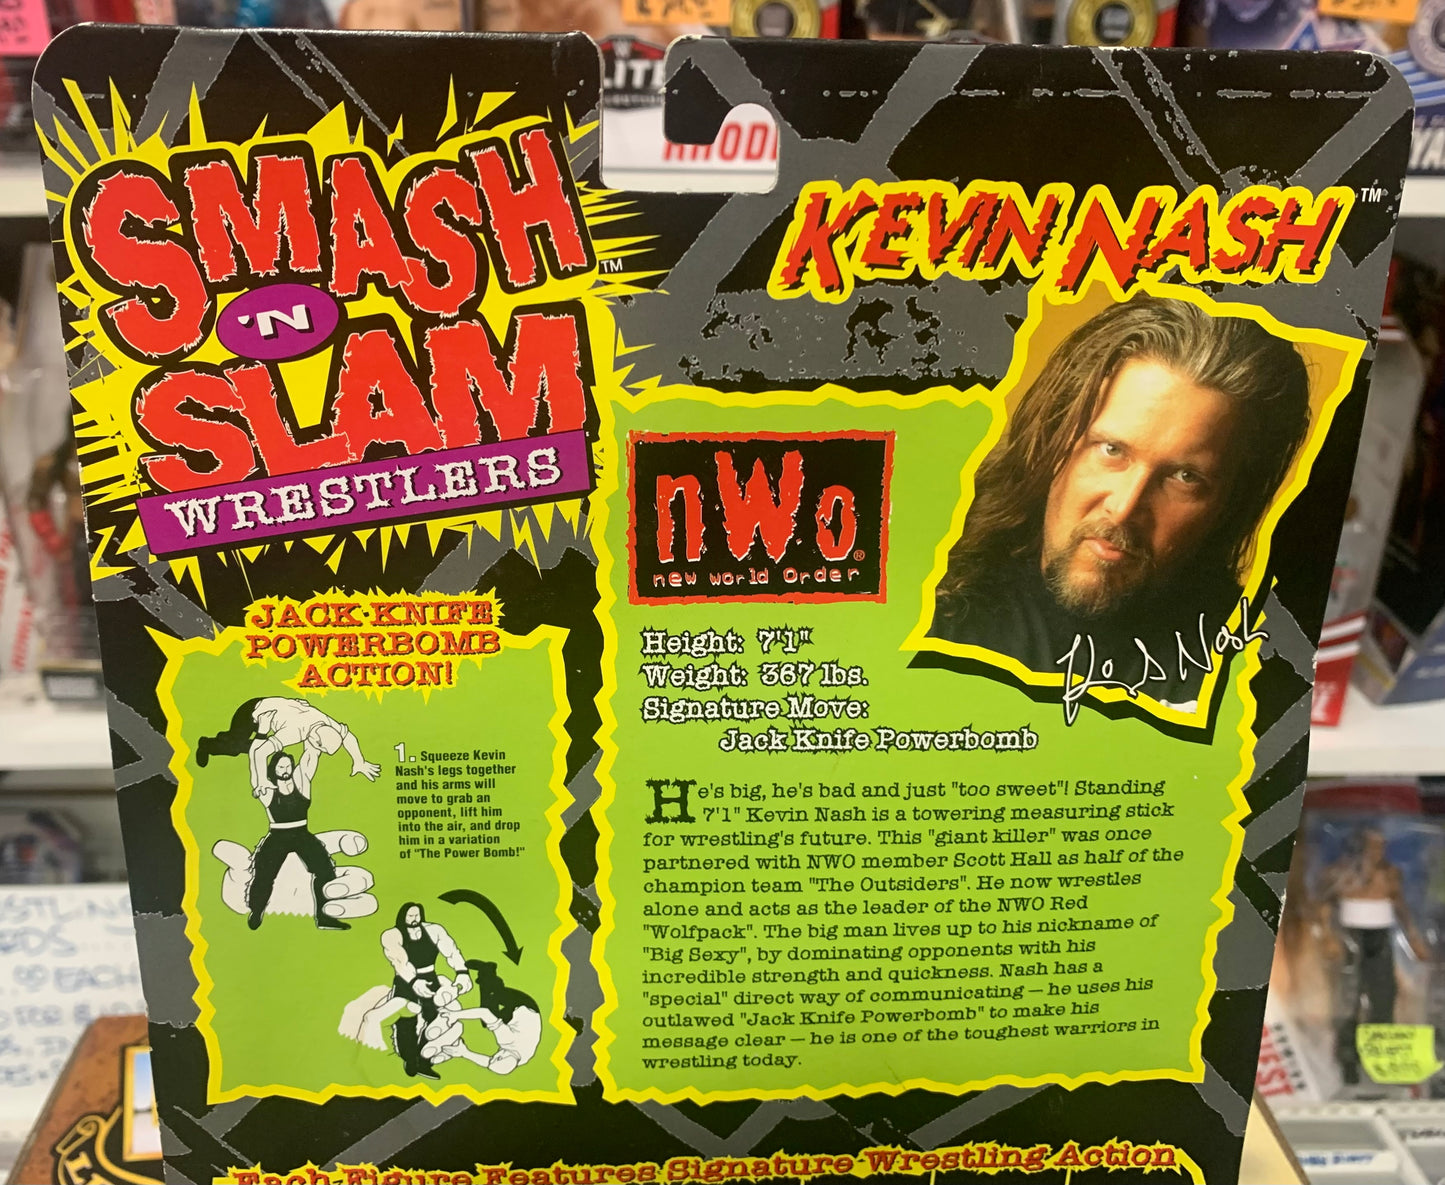 SMASH
'N
SLAM
TM
WRESTLERS
JACK-KNIFE
POWERBOMB
ACTION!
1. Squeeze Kevin
Nash's legs together
and his arms will
move to grab an
opponent, lift him
into the air, and drop
him in a variation
of "The Power Bomb!"
KEVIN NASH TM
nWo ®
new world Order
Height: 7'1"
Weight: 367 lbs.
Signature Move:
Jack Knife Powerbomb
He's big, he's bad and just "too sweet"! Standing
7'1" Kevin Nash is a towering measuring stick
for wrestling's future. This "giant killer" was once
partnered with NWO member Scott Hall as half of the
champion team "The Outsiders". He now wrestles
alone and acts as the leader of the NWO Red
"Wolfpack". The big man lives up to his nickname of
"Big Sexy", by dominating opponents with his
incredible strength and quickness. Nash has a
"special" direct way of communicating — he uses his
outlawed "Jack Knife Powerbomb" to make his
message clear — he is one of the toughest warriors in
wrestling today.
Each Figure Features Signature Wrestling Action